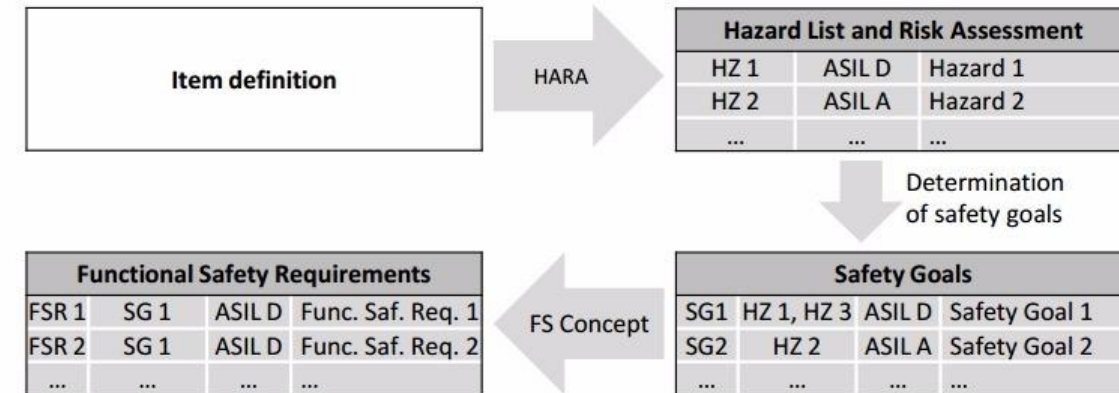 Item definition
HARA
Hazard List and Risk Assessment
HZ 1 ASIL D Hazard 1
HZ 2 ASIL A Hazard 2
... ... ...
Determination
of safety goals
Safety Goals
SG1 HZ 1, HZ 3 ASIL D Safety Goal 1
SG2 HZ 2 ASIL A Safety Goal 2
... ... ... ...
FS Concept
Functional Safety Requirements
FSR 1 SG 1 ASIL D Func. Saf. Req. 1
FSR 2 SG 1 ASIL D Func. Saf. Req. 2
... ... ... ...